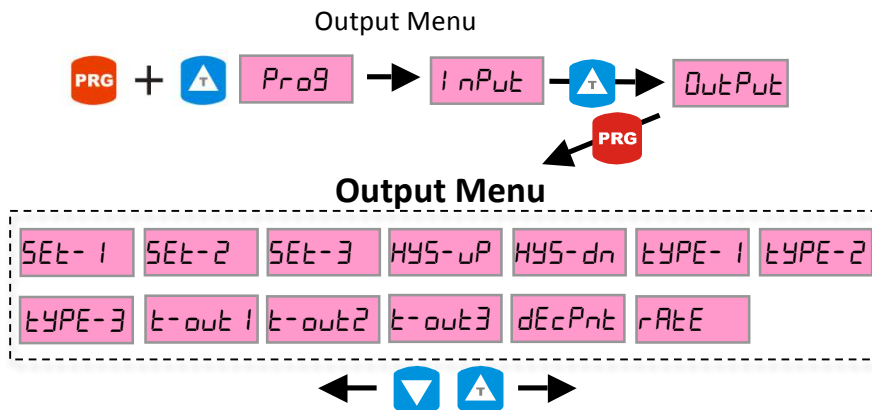 Output Menu
PRG + T Prog InPut T OutPut
PRG
Output Menu
SEt-1 SEt-2 SEt-3 HYS-uP HYS-dn tYPE-1 tYPE-2
tYPE-3 t-out1 t-out2 t-out3 dEcPnt rAtE
T